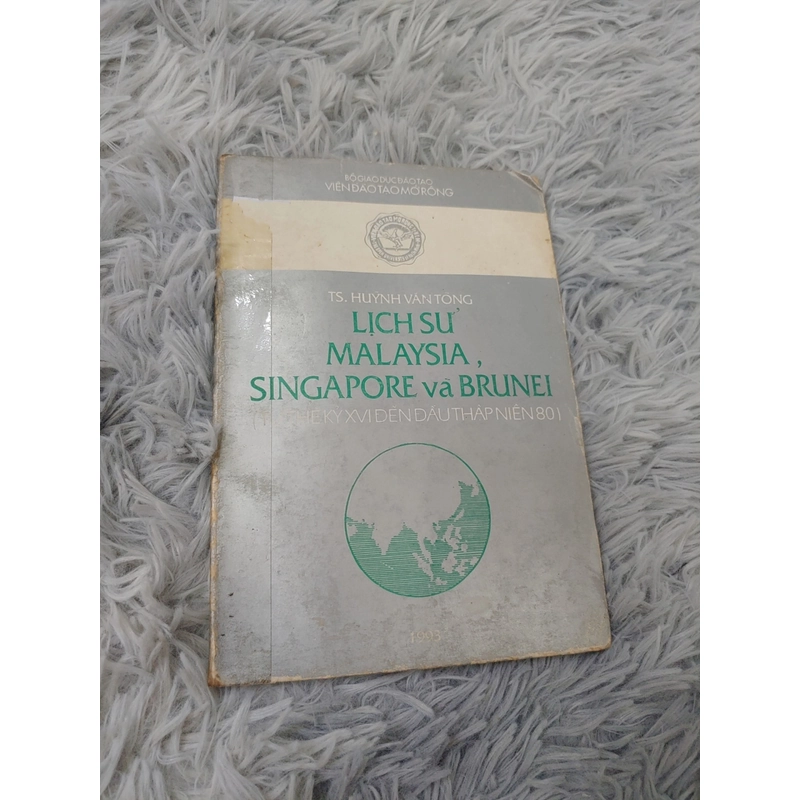 BỘ GIÁO DỤC ĐÀO TẠO
VIỆN ĐÀO TẠO MỞ RỘNG
TS. HUỲNH VĂN TÒNG
LỊCH SỬ
MALAYSIA,
SINGAPORE và BRUNEI
THẾ KỶ XVI ĐẾN ĐẦU THẬP NIÊN 80)